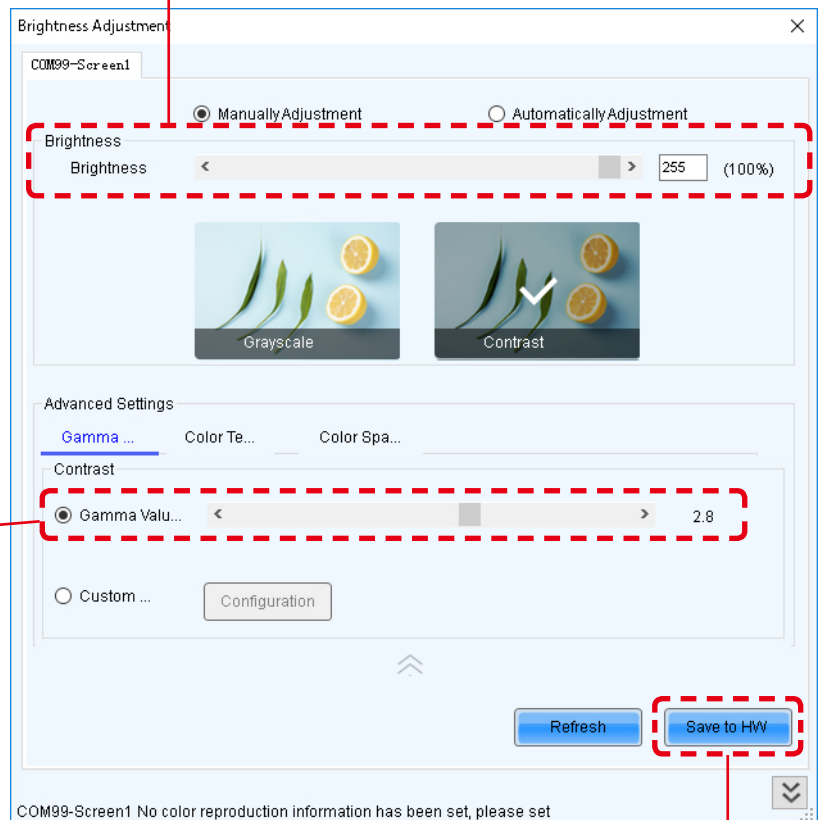 Brightness Adjustment
COM99-Screen1
Manually Adjustment Automatically Adjustment
Brightness
Brightness 255 (100%)
Grayscale Contrast
Advanced Settings
Gamma ... Color Te... Color Spa...
Contrast
Gamma Valu... 2.8
Custom ... Configuration
Refresh Save to HW
COM99-Screen1 No color reproduction information has been set, please set